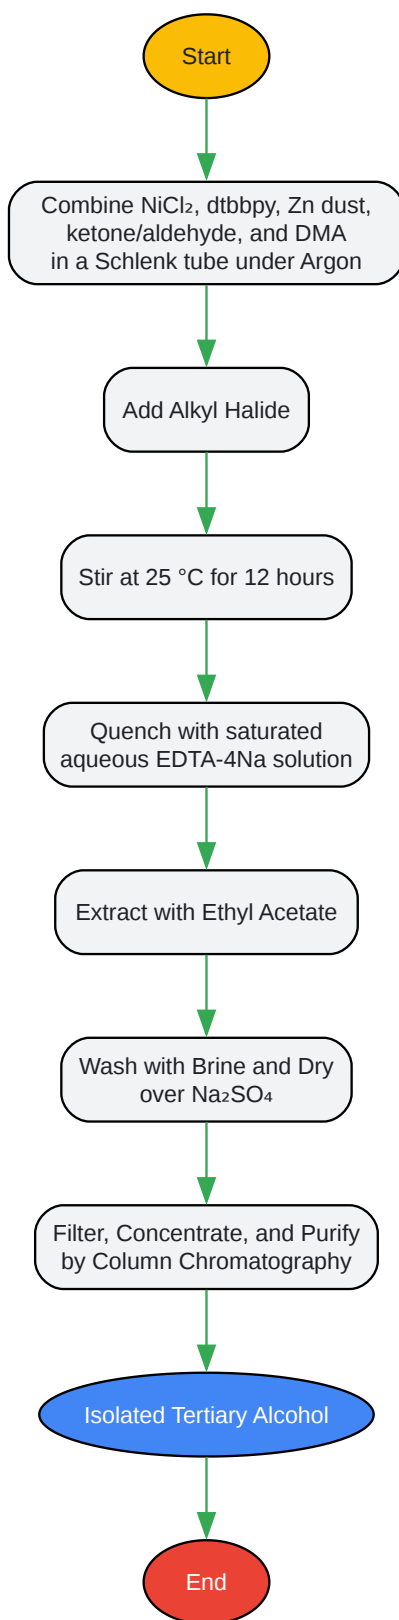 Start
Combine NiCl₂, dtbbpy, Zn dust,
ketone/aldehyde, and DMA
in a Schlenk tube under Argon
Add Alkyl Halide
Stir at 25 °C for 12 hours
Quench with saturated
aqueous EDTA-4Na solution
Extract with Ethyl Acetate
Wash with Brine and Dry
over Na₂SO₄
Filter, Concentrate, and Purify
by Column Chromatography
Isolated Tertiary Alcohol
End